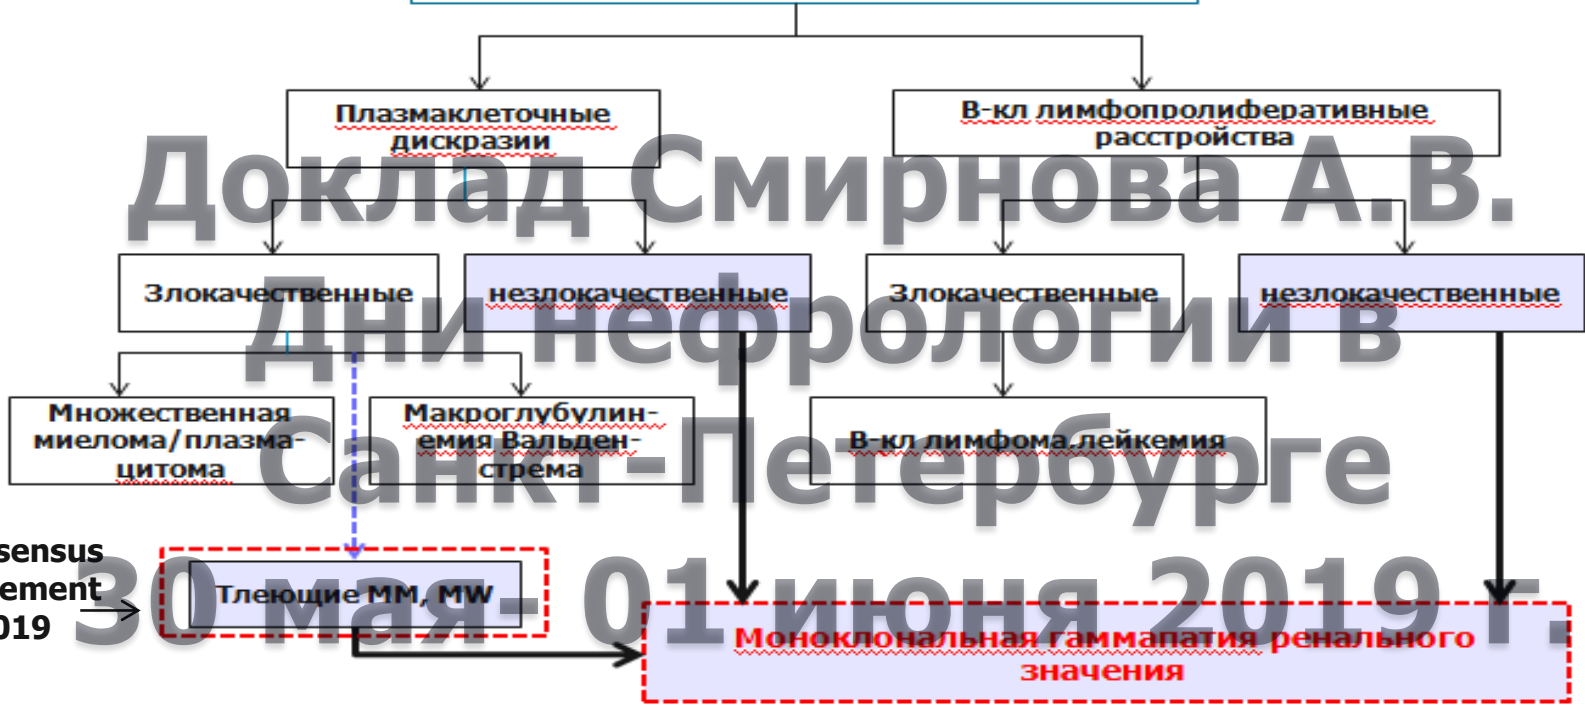 Плазмаклеточные
дискразии
В-кл лимфопролиферативные
расстройства
Доклад Смирнова А.В.
Злокачественные
незлокачественные
Злокачественные
незлокачественные
Дни нефрологии в
Множественная
миелома/плазма-
цитома
Макроглубулин-
емия Вальден-
стрема
В-кл лимфома.лейкемия
Санкт-Петербурге
sensus
ement
019
Тлеющие ММ, MW
30 мая- 01 июня 2019 г.
Моноклональная гаммапатия ренального
значения